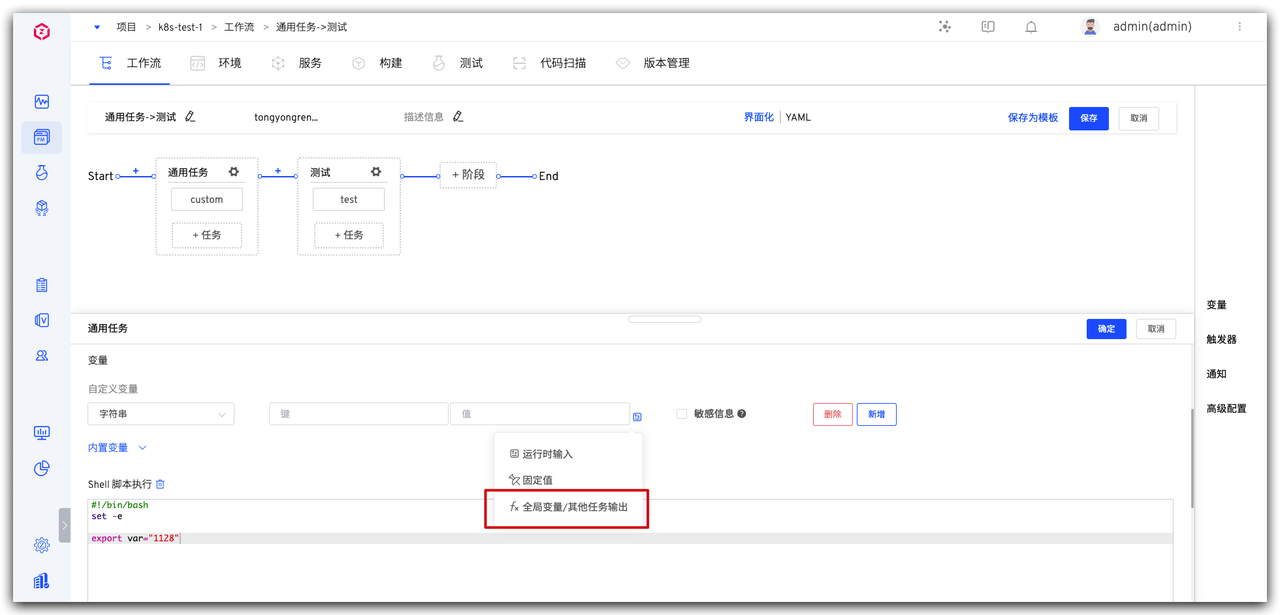 项目 > k8s-test-1 > 工作流 > 通用任务->测试
admin(admin)
工作流 环境 服务 构建 测试 代码扫描 版本管理
通用任务->测试 tongyongren... 描述信息 界面化 YAML 保存为模板 保存 取消
Start 通用任务 测试 + 阶段 End
custom test
+ 任务 + 任务
变量
触发器
通知
高级配置
通用任务 确定 取消
变量
自定义变量
字符串 键 值 敏感信息 删除 新增
内置变量
运行时输入
固定值
fx 全局变量/其他任务输出
Shell 脚本执行
#!/bin/bash
set -e
export var="1128"